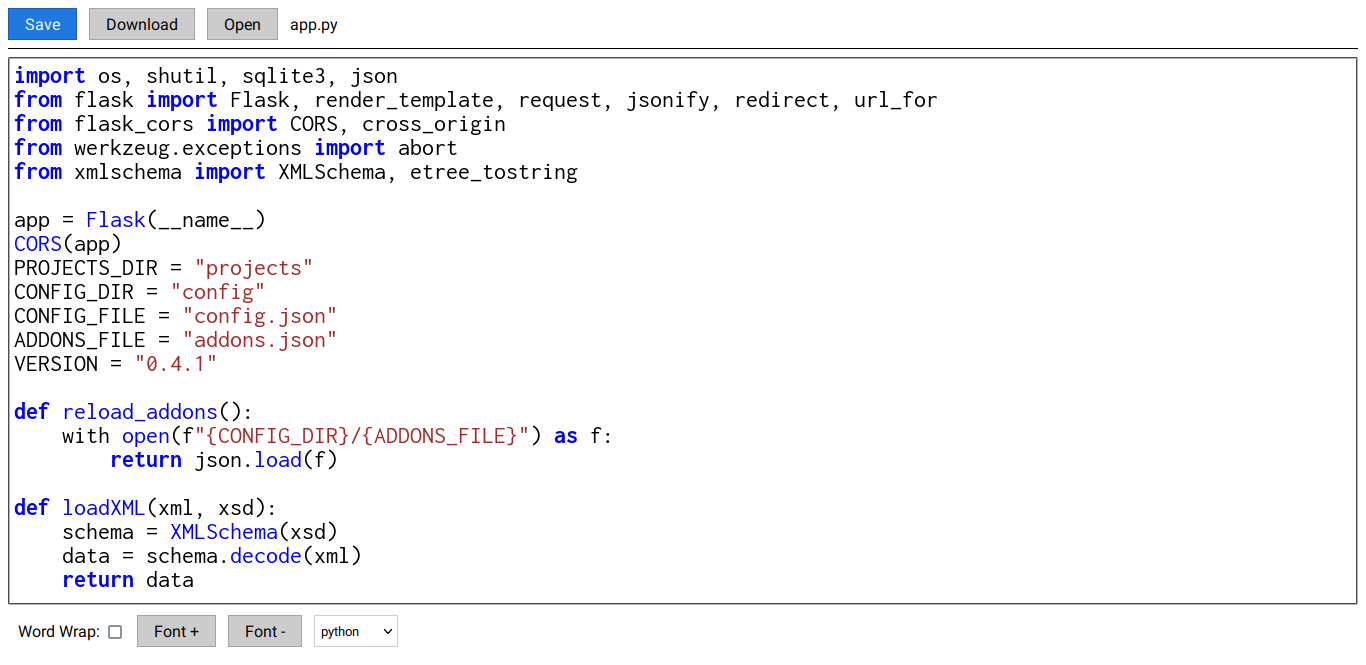 Save Download Open app.py
import os, shutil, sqlite3, json
from flask import Flask, render_template, request, jsonify, redirect, url_for
from flask_cors import CORS, cross_origin
from werkzeug.exceptions import abort
from xmlschema import XMLSchema, etree_tostring

app = Flask(__name__)
CORS(app)
PROJECTS_DIR = "projects"
CONFIG_DIR = "config"
CONFIG_FILE = "config.json"
ADDONS_FILE = "addons.json"
VERSION = "0.4.1"

def reload_addons():
    with open(f"{CONFIG_DIR}/{ADDONS_FILE}") as f:
        return json.load(f)

def loadXML(xml, xsd):
    schema = XMLSchema(xsd)
    data = schema.decode(xml)
    return data
Word Wrap: Font + Font - python